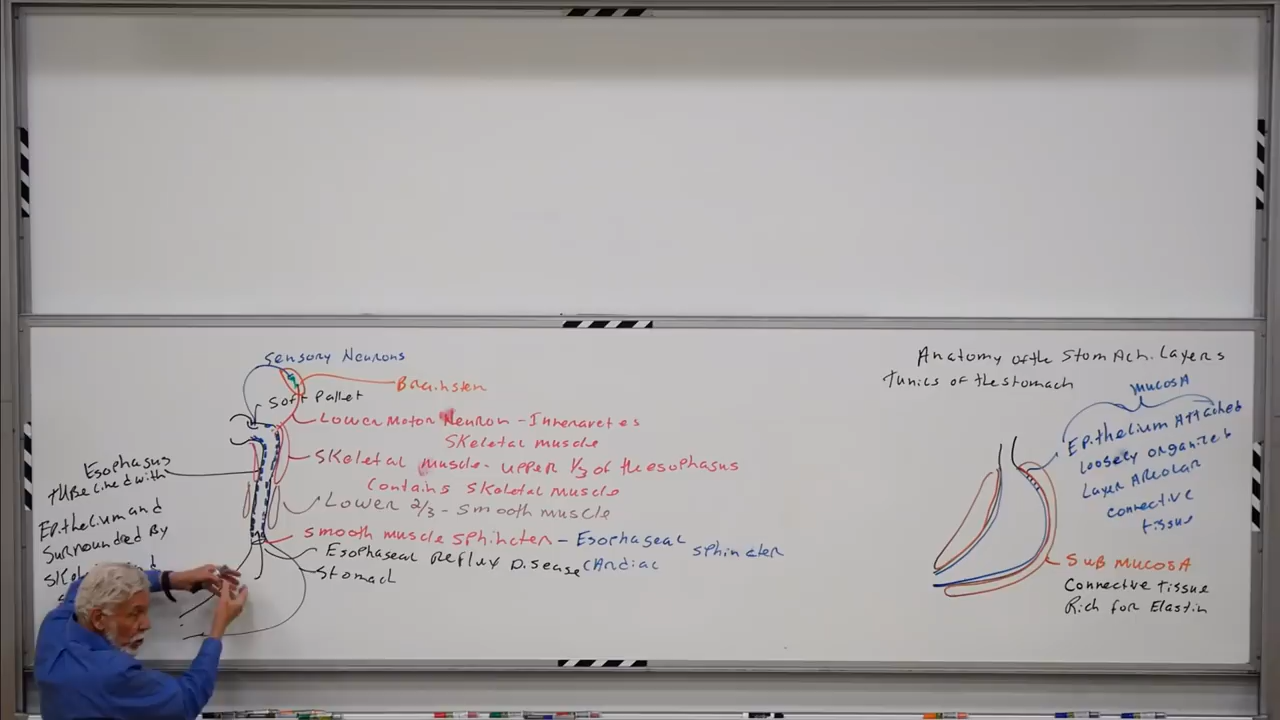 Sensory Neurons
Brainsten
Soft Pallet
Lower Motor Neuron - Innervates
Skeletal muscle
Skeletal muscle - upper 1/3 of the esophagus
contains skeletal muscle
Lower 2/3 - Smooth muscle
Smooth muscle sphincter - Esophageal sphincter
Cardiac
Esophageal Reflux Disease
Stomach
Esophagus
tube lined with
Epithelium and
Surrounded By
Anatomy of the Stomach. Layers
Tunics of the stomach
mucosA
Epithelium Attached
loosely organized
Layer Areolar
connective
tissue
Sub mucosA
Connective tissue
Rich for Elastin